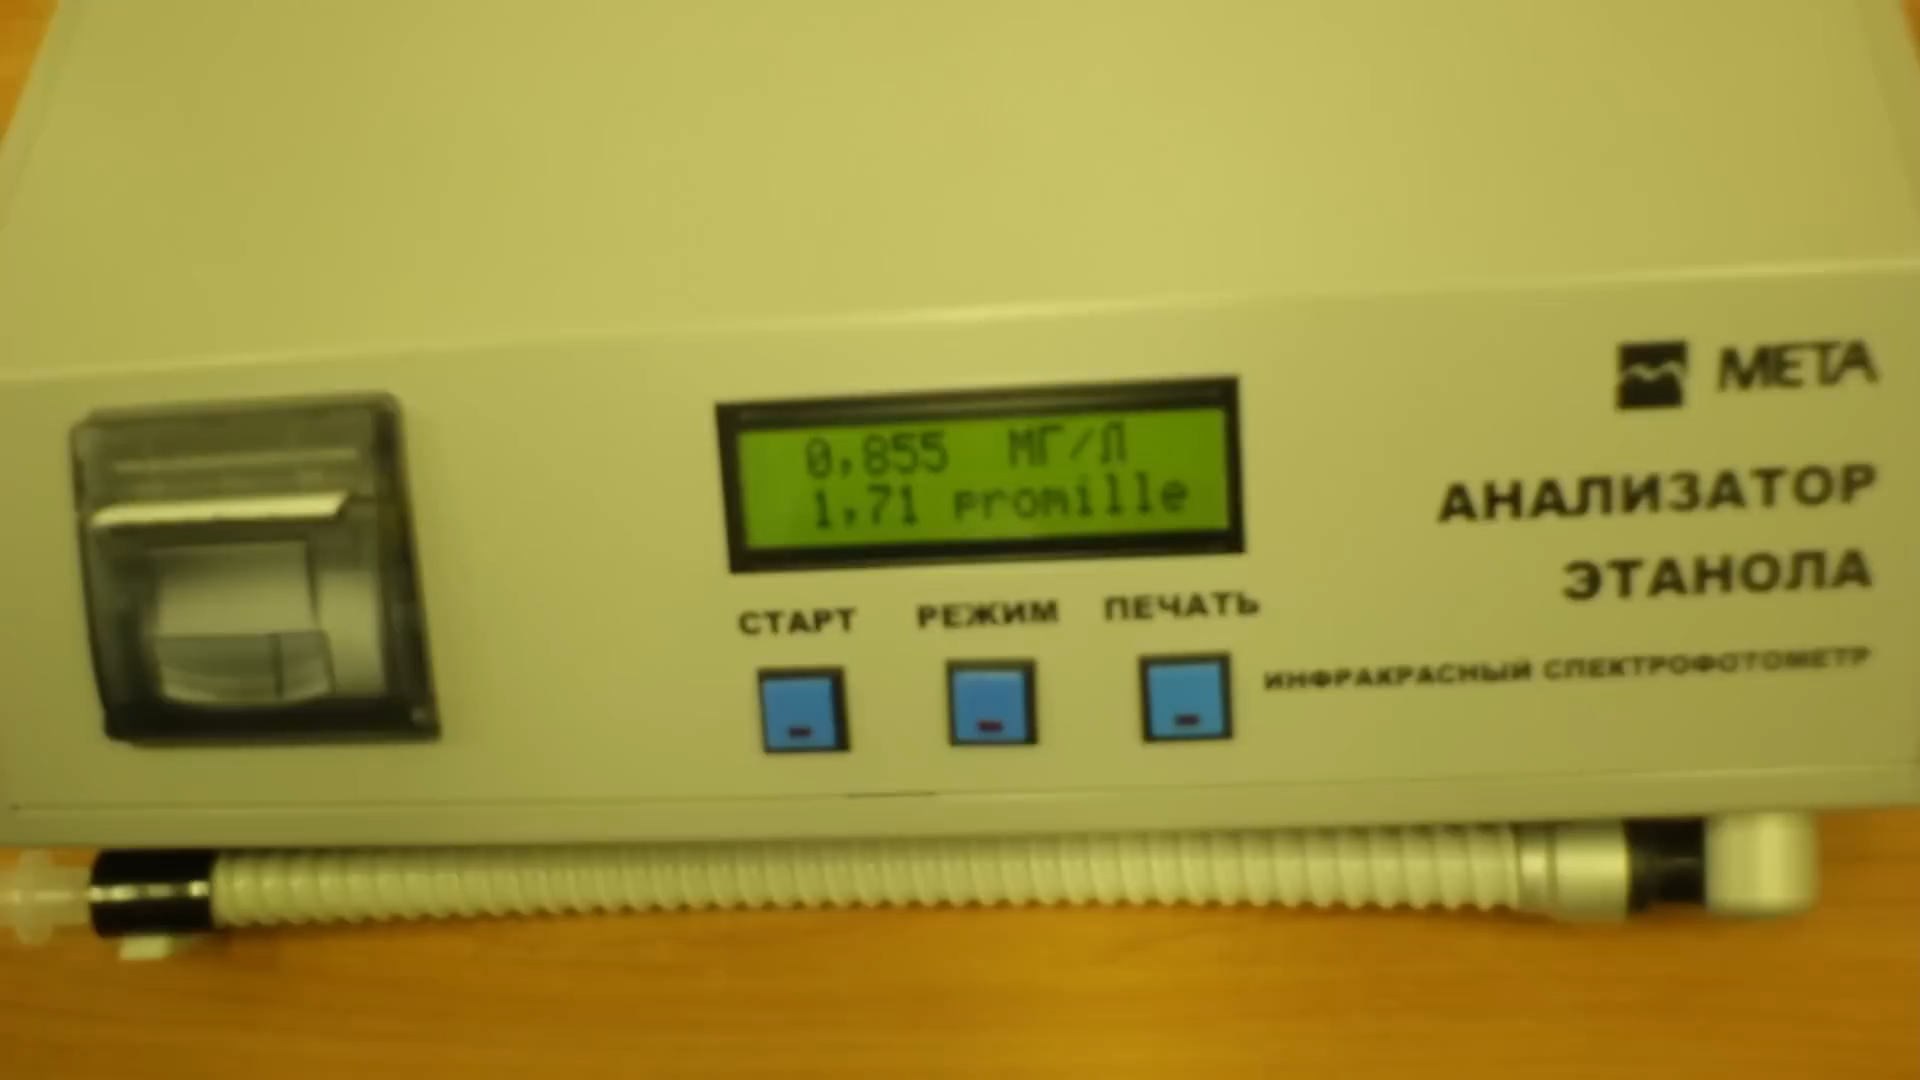 МЕТА
0,855 МГ/Л
1,71 promille
АНАЛИЗАТОР
ЭТАНОЛА
СТАРТ РЕЖИМ ПЕЧАТЬ
ИНФРАКРАСНЫЙ СПЕКТРОФОТОМЕТР